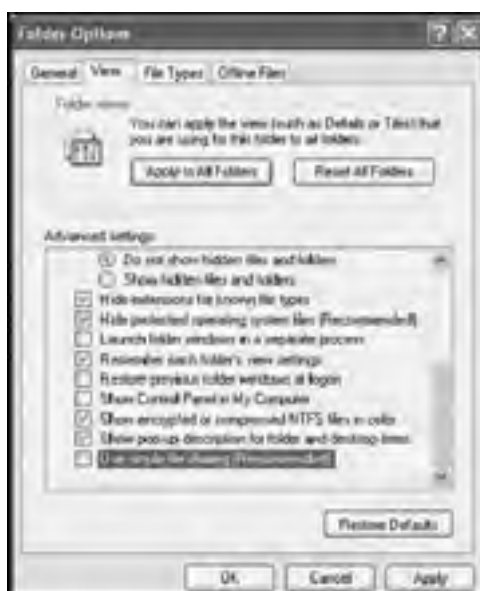 Folder Options
General View File Types Offline Files
Folder views
You can apply the view (such as Details or Tiles) that
you are using for this folder to all folders.
Apply to All Folders Reset All Folders
Advanced settings:
Do not show hidden files and folders
Show hidden files and folders
Hide extensions for known file types
Hide protected operating system files (Recommended)
Launch folder windows in a separate process
Remember each folder's view settings
Restore previous folder windows at logon
Show Control Panel in My Computer
Show encrypted or compressed NTFS files in color
Show pop-up description for folder and desktop items
Use simple file sharing (Recommended)
Restore Defaults
OK Cancel Apply